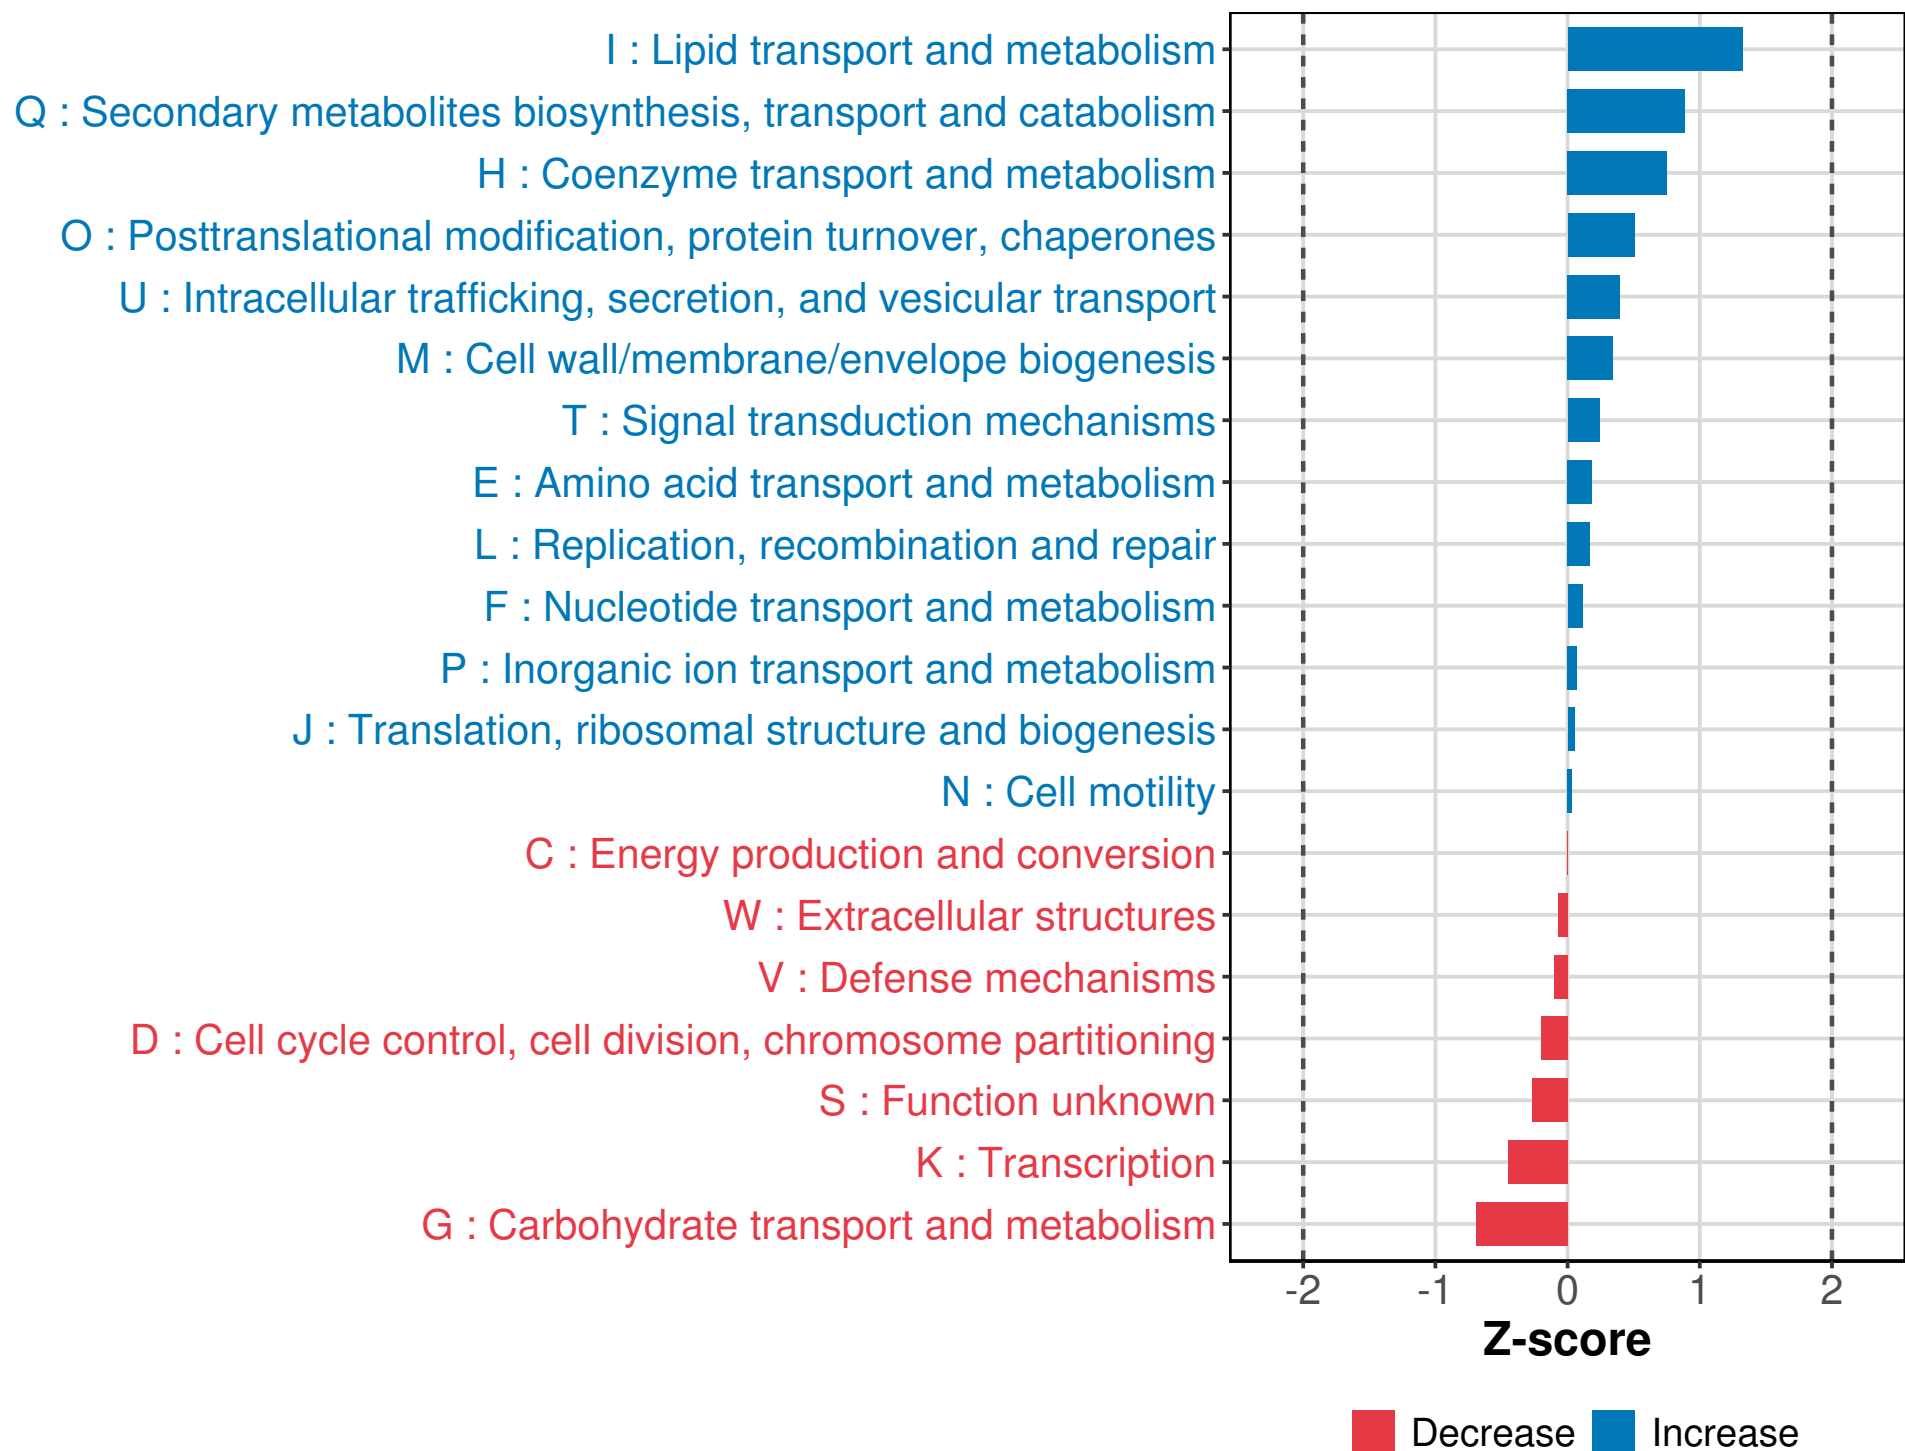 I : Lipid transport and metabolism
Q : Secondary metabolites biosynthesis, transport and catabolism
H : Coenzyme transport and metabolism
O : Posttranslational modification, protein turnover, chaperones
U : Intracellular trafficking, secretion, and vesicular transport
M : Cell wall/membrane/envelope biogenesis
T : Signal transduction mechanisms
E : Amino acid transport and metabolism
L : Replication, recombination and repair
F : Nucleotide transport and metabolism
P : Inorganic ion transport and metabolism
J : Translation, ribosomal structure and biogenesis
N : Cell motility
C : Energy production and conversion
W : Extracellular structures
V : Defense mechanisms
D : Cell cycle control, cell division, chromosome partitioning
S : Function unknown
K : Transcription
G : Carbohydrate transport and metabolism
-2 -1 0 1 2
Z-score
Decrease Increase